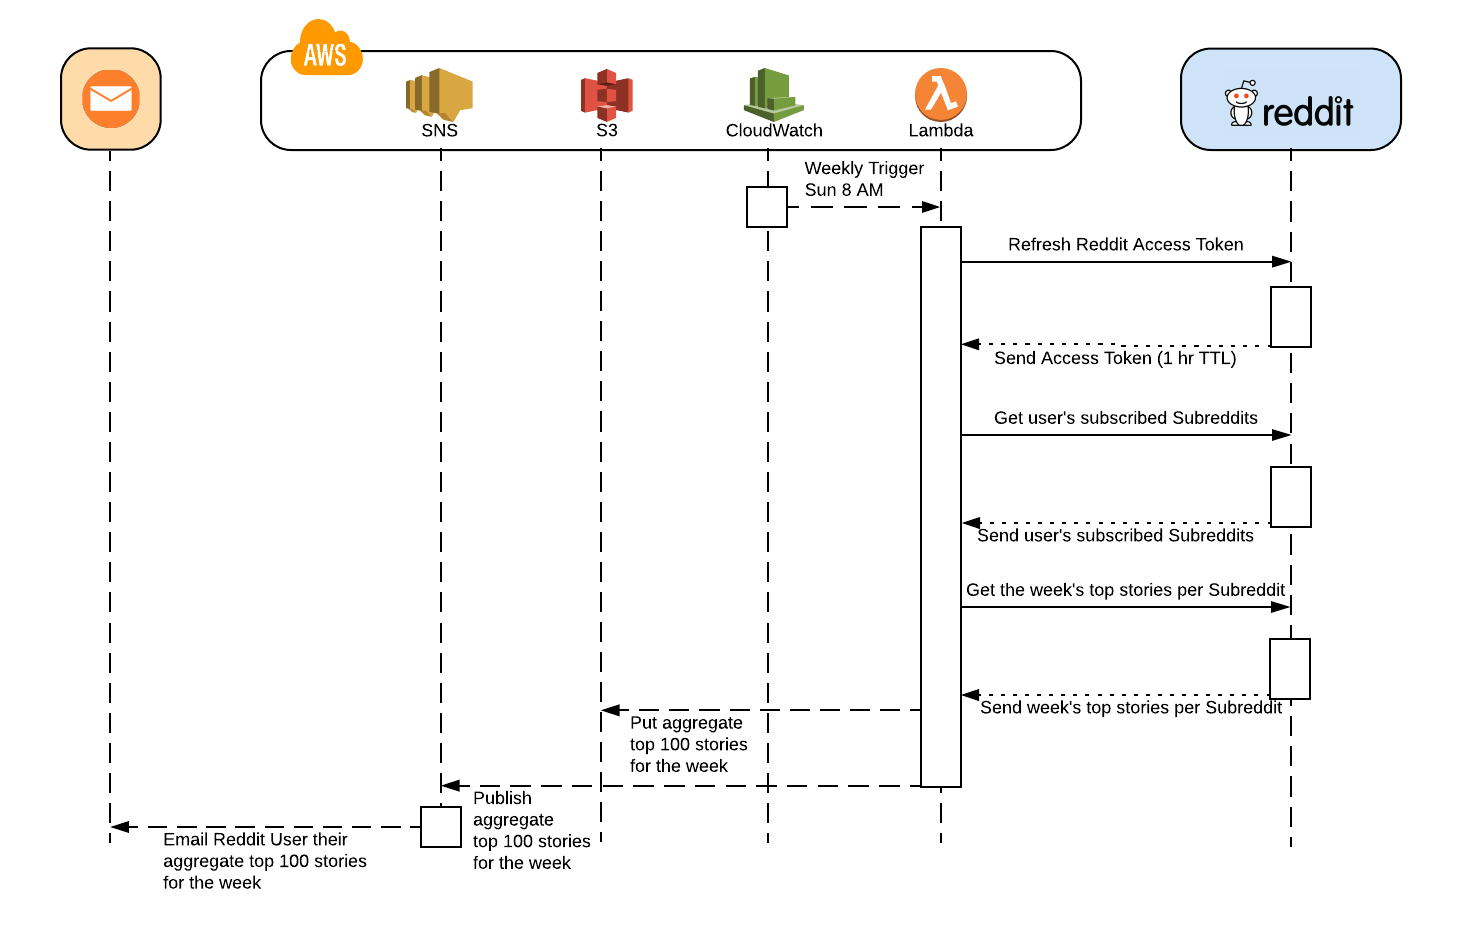 AWS
SNS
S3
CloudWatch
Lambda
reddit
Weekly Trigger
Sun 8 AM
Refresh Reddit Access Token
Send Access Token (1 hr TTL)
Get user's subscribed Subreddits
Send user's subscribed Subreddits
Get the week's top stories per Subreddit
Send week's top stories per Subreddit
Put aggregate
top 100 stories
for the week
Publish
aggregate
top 100 stories
for the week
Email Reddit User their
aggregate top 100 stories
for the week